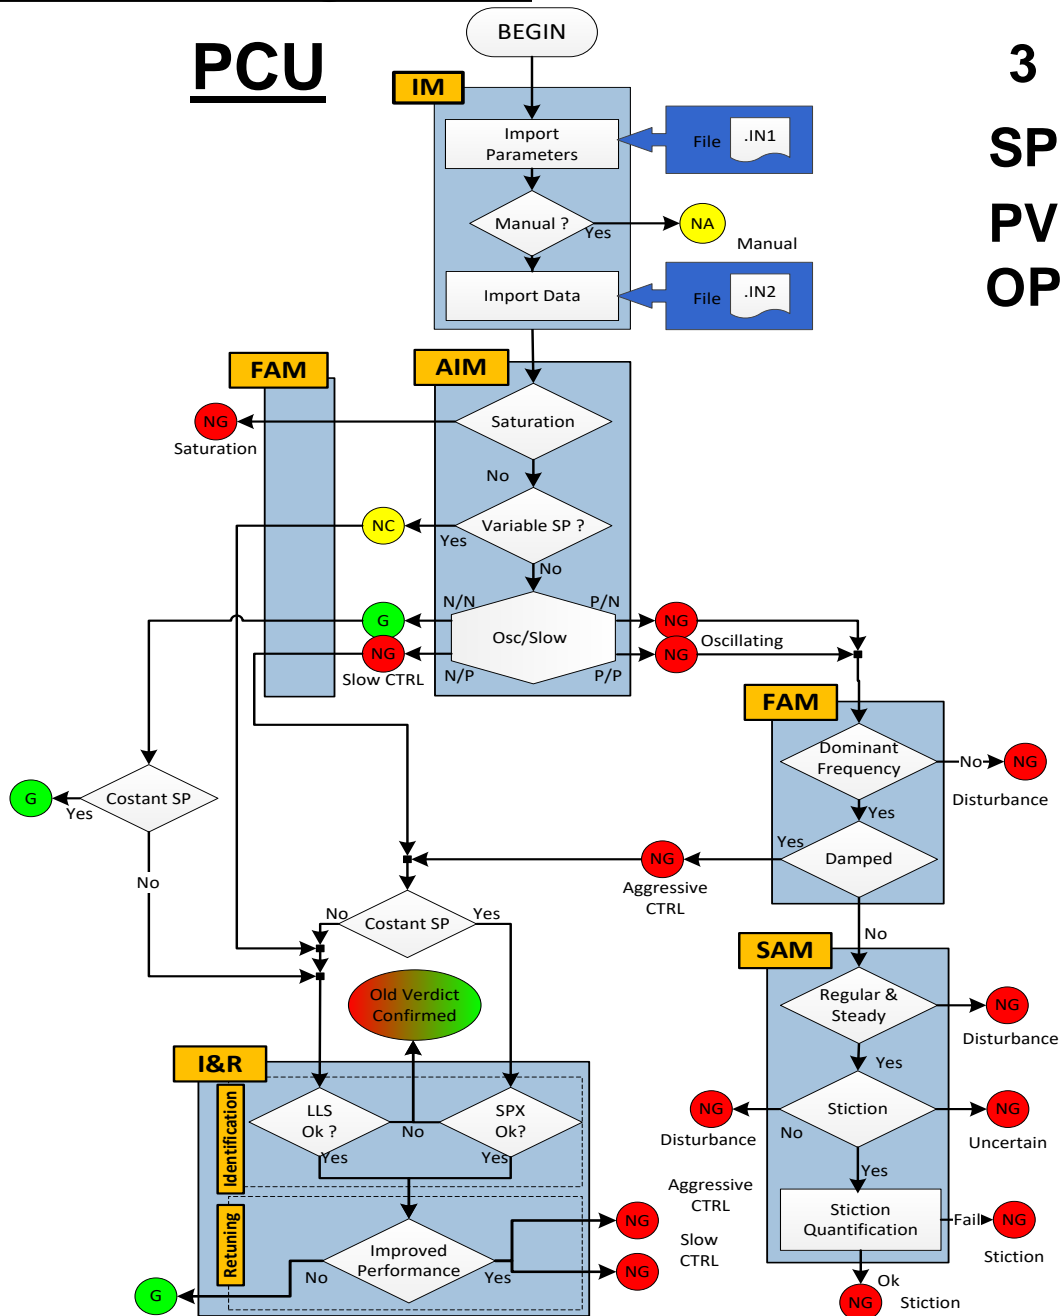 BEGIN
PCU
3
SP
PV
OP
IM
Import
Parameters
File
.IN1
Manual ?
Yes
NA
Manual
Import Data
File
.IN2
FAM
AIM
Saturation
NG
Saturation
No
Variable SP ?
Yes
NC
No
N/N
P/N
G
Osc/Slow
NG
Oscillating
NG
N/P
P/P
NG
Slow CTRL
FAM
Dominant
Frequency
No
NG
Disturbance
Yes
Costant SP
Yes
G
No
Damped
Yes
NG
Aggressive
CTRL
No
Costant SP
No
Yes
SAM
Regular &
Steady
NG
Disturbance
Yes
Old Verdict
Confirmed
I&R
Identification
LLS
Ok ?
No
SPX
Ok?
Yes
Yes
Stiction
No
NG
Disturbance
NG
Uncertain
Yes
Stiction
Quantification
Fail
NG
Stiction
Ok
NG
Stiction
Retuning
Improved
Performance
No
Yes
G
Aggressive
CTRL
NG
Slow
CTRL
NG